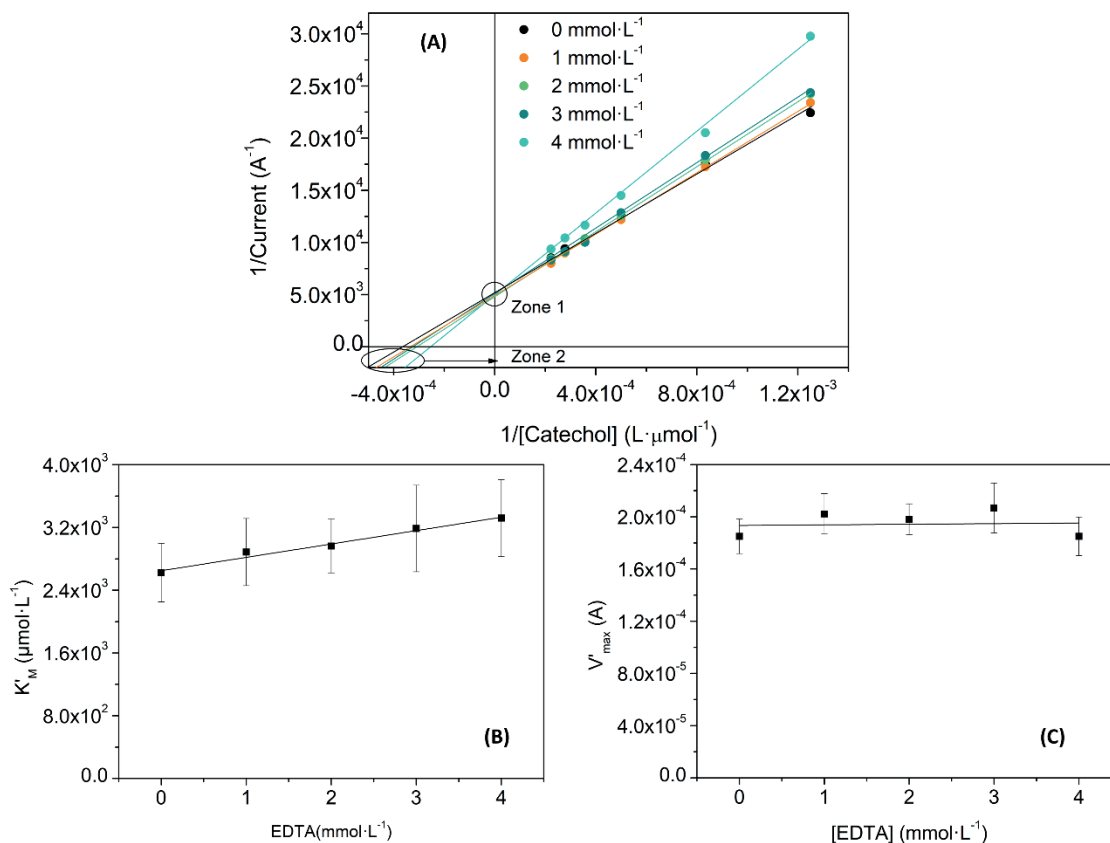 (A)
0 mmol·L⁻¹
1 mmol·L⁻¹
2 mmol·L⁻¹
3 mmol·L⁻¹
4 mmol·L⁻¹
3.0x10⁴
2.5x10⁴
2.0x10⁴
1.5x10⁴
1.0x10⁴
5.0x10³
0.0
1/Current (A⁻¹)
Zone 1
Zone 2
-4.0x10⁻⁴ 0.0 4.0x10⁻⁴ 8.0x10⁻⁴ 1.2x10⁻³
1/[Catechol] (L·μmol⁻¹)
4.0x10³
3.2x10³
2.4x10³
1.6x10³
8.0x10²
0.0
K'M (μmol·L⁻¹)
(B)
0 1 2 3 4
EDTA(mmol·L⁻¹)
2.4x10⁻⁴
2.0x10⁻⁴
1.6x10⁻⁴
1.2x10⁻⁴
8.0x10⁻⁵
4.0x10⁻⁵
0.0
V'max (A)
(C)
0 1 2 3 4
[EDTA] (mmol·L⁻¹)